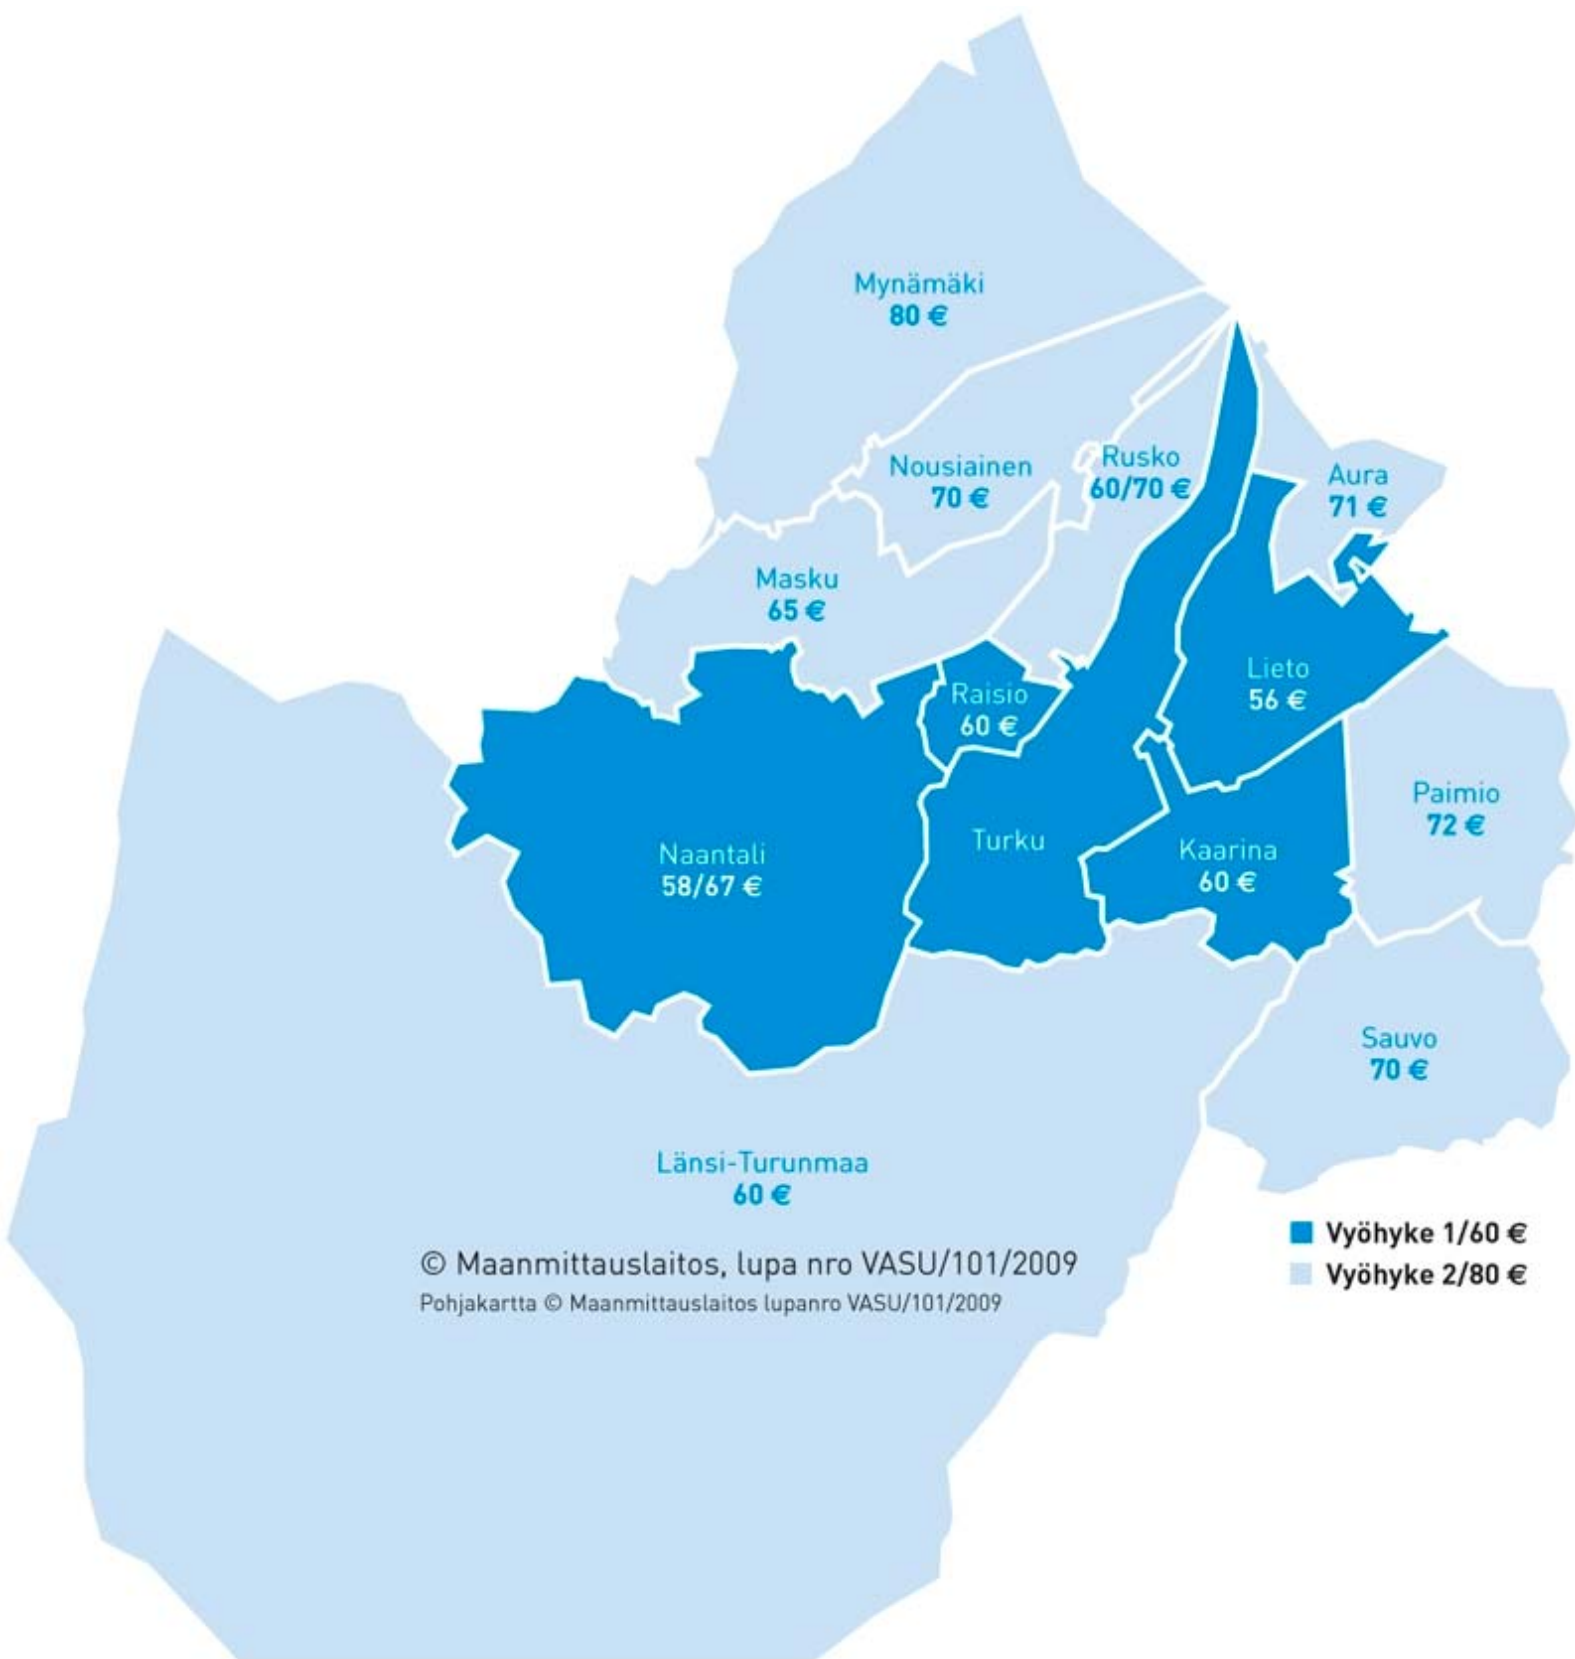 Mynämäki
80 €
Nousiainen
70 €
Rusko
60/70 €
Aura
71 €
Masku
65 €
Lieto
56 €
Raisio
60 €
Paimio
72 €
Naantali
58/67 €
Turku
Kaarina
60 €
Sauvo
70 €
Länsi-Turunmaa
60 €
Vyöhyke 1/60 €
Vyöhyke 2/80 €
© Maanmittauslaitos, lupa nro VASU/101/2009
Pohjakartta © Maanmittauslaitos lupanro VASU/101/2009